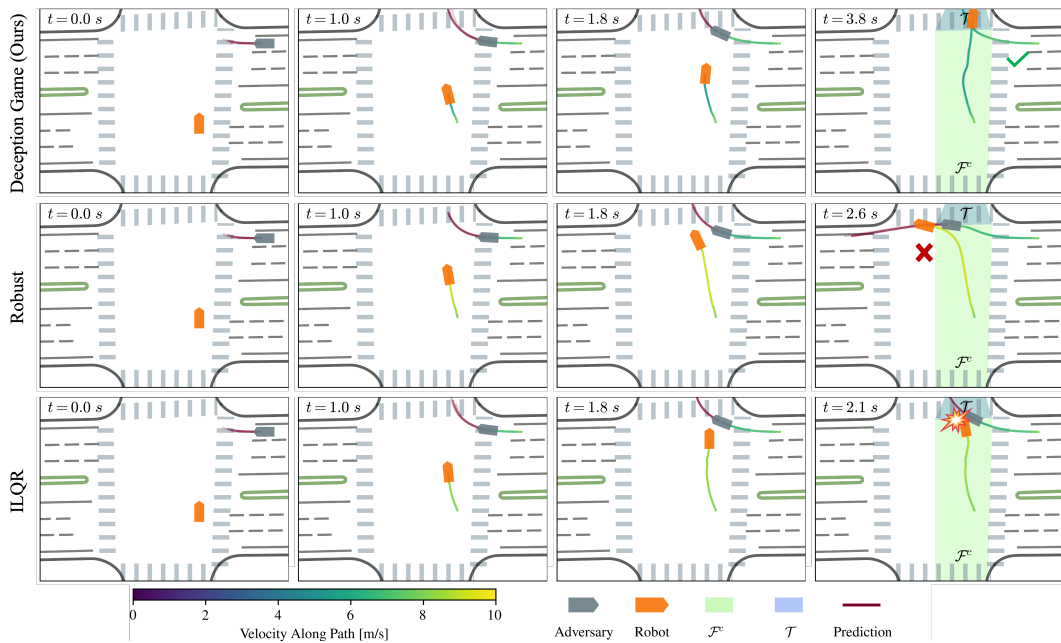 Deception Game (Ours)
t = 0.0 s
t = 1.0 s
t = 1.8 s
t = 3.8 s
𝒯
ℱᶜ
Robust
t = 0.0 s
t = 1.0 s
t = 1.8 s
t = 2.6 s
𝒯
ℱᶜ
ILQR
t = 0.0 s
t = 1.0 s
t = 1.8 s
t = 2.1 s
𝒯
ℱᶜ
0 2 4 6 8 10
Velocity Along Path [m/s]
Adversary Robot ℱᶜ 𝒯 Prediction